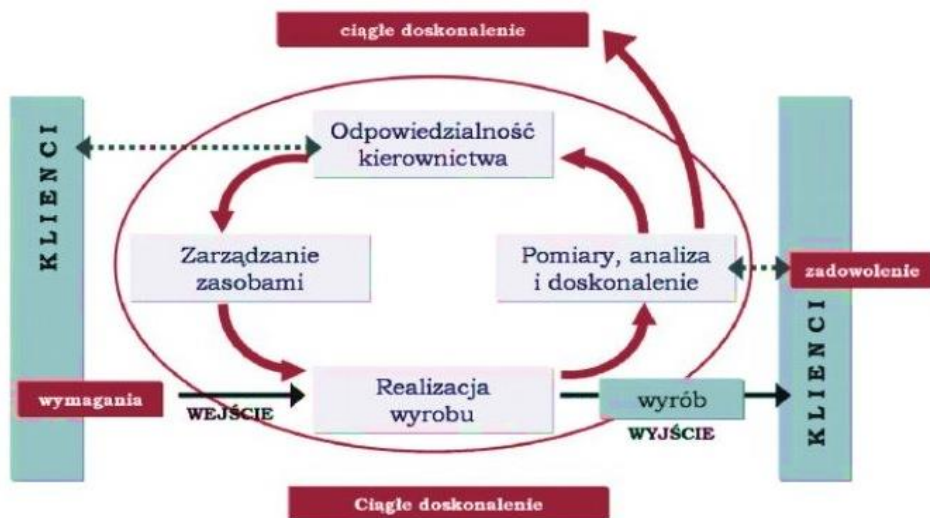 ciągłe doskonalenie
KLIENCI
Odpowiedzialność
kierownictwa
Zarządzanie
zasobami
Pomiary, analiza
i doskonalenie
zadowolenie
KLIENCI
wymagania
WEJŚCIE
Realizacja
wyrobu
wyrób
WYJŚCIE
Ciągłe doskonalenie